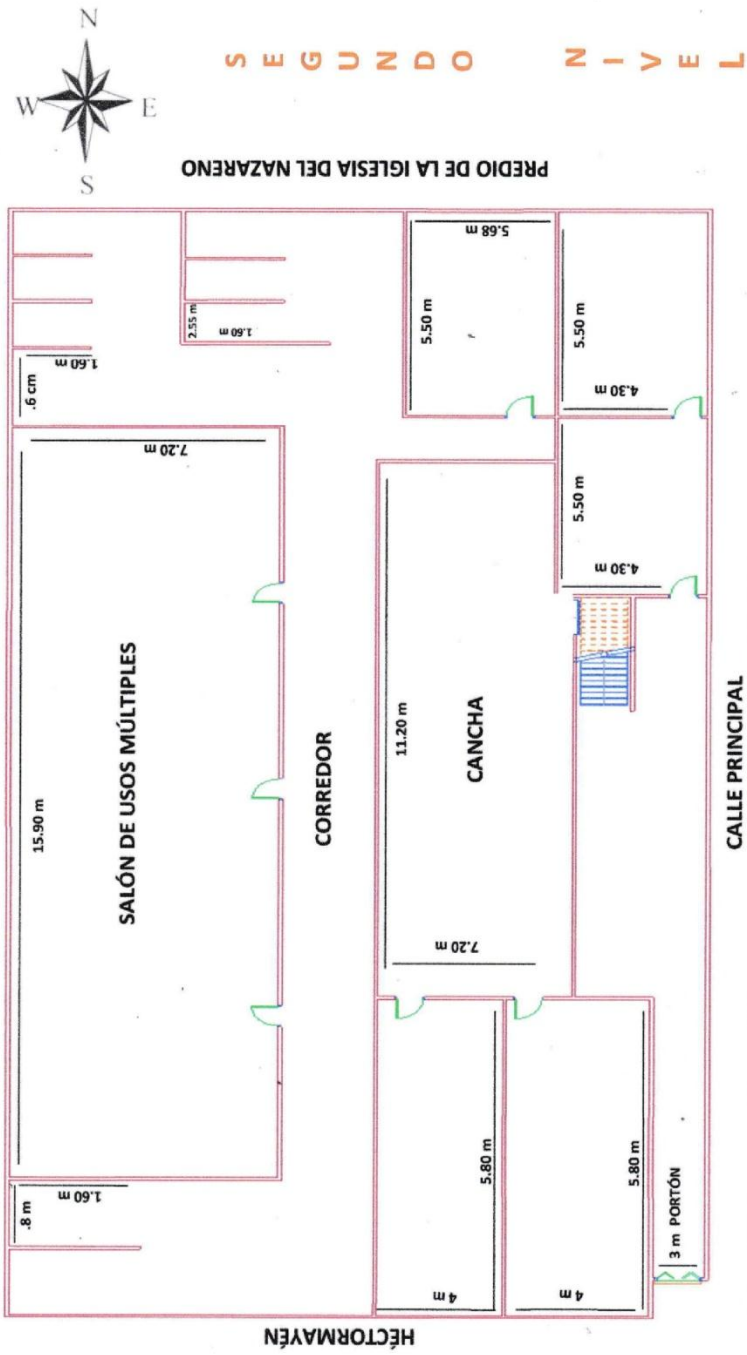 N
W E
S
SEGUNDO NIVEL
PREDIO DE LA IGLESIA DEL NAZARENO
.6 cm
1.60 m
2.55 m
1.60 m
5.50 m
5.68 m
5.50 m
4.30 m
5.50 m
4.30 m
7.20 m
15.90 m
SALÓN DE USOS MÚLTIPLES
CORREDOR
11.20 m
CANCHA
7.20 m
.8 m
1.60 m
5.80 m
4 m
5.80 m
4 m
3 m PORTÓN
CALLE PRINCIPAL
HÉCTORMAYÉN